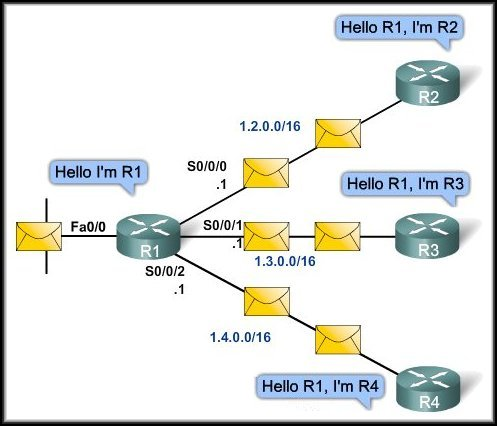 Hello R1, I'm R2
R2
1.2.0.0/16
Hello I'm R1
S0/0/0
.1
Hello R1, I'm R3
Fa0/0
R1
S0/0/1
.1
R3
1.3.0.0/16
S0/0/2
.1
1.4.0.0/16
Hello R1, I'm R4
R4